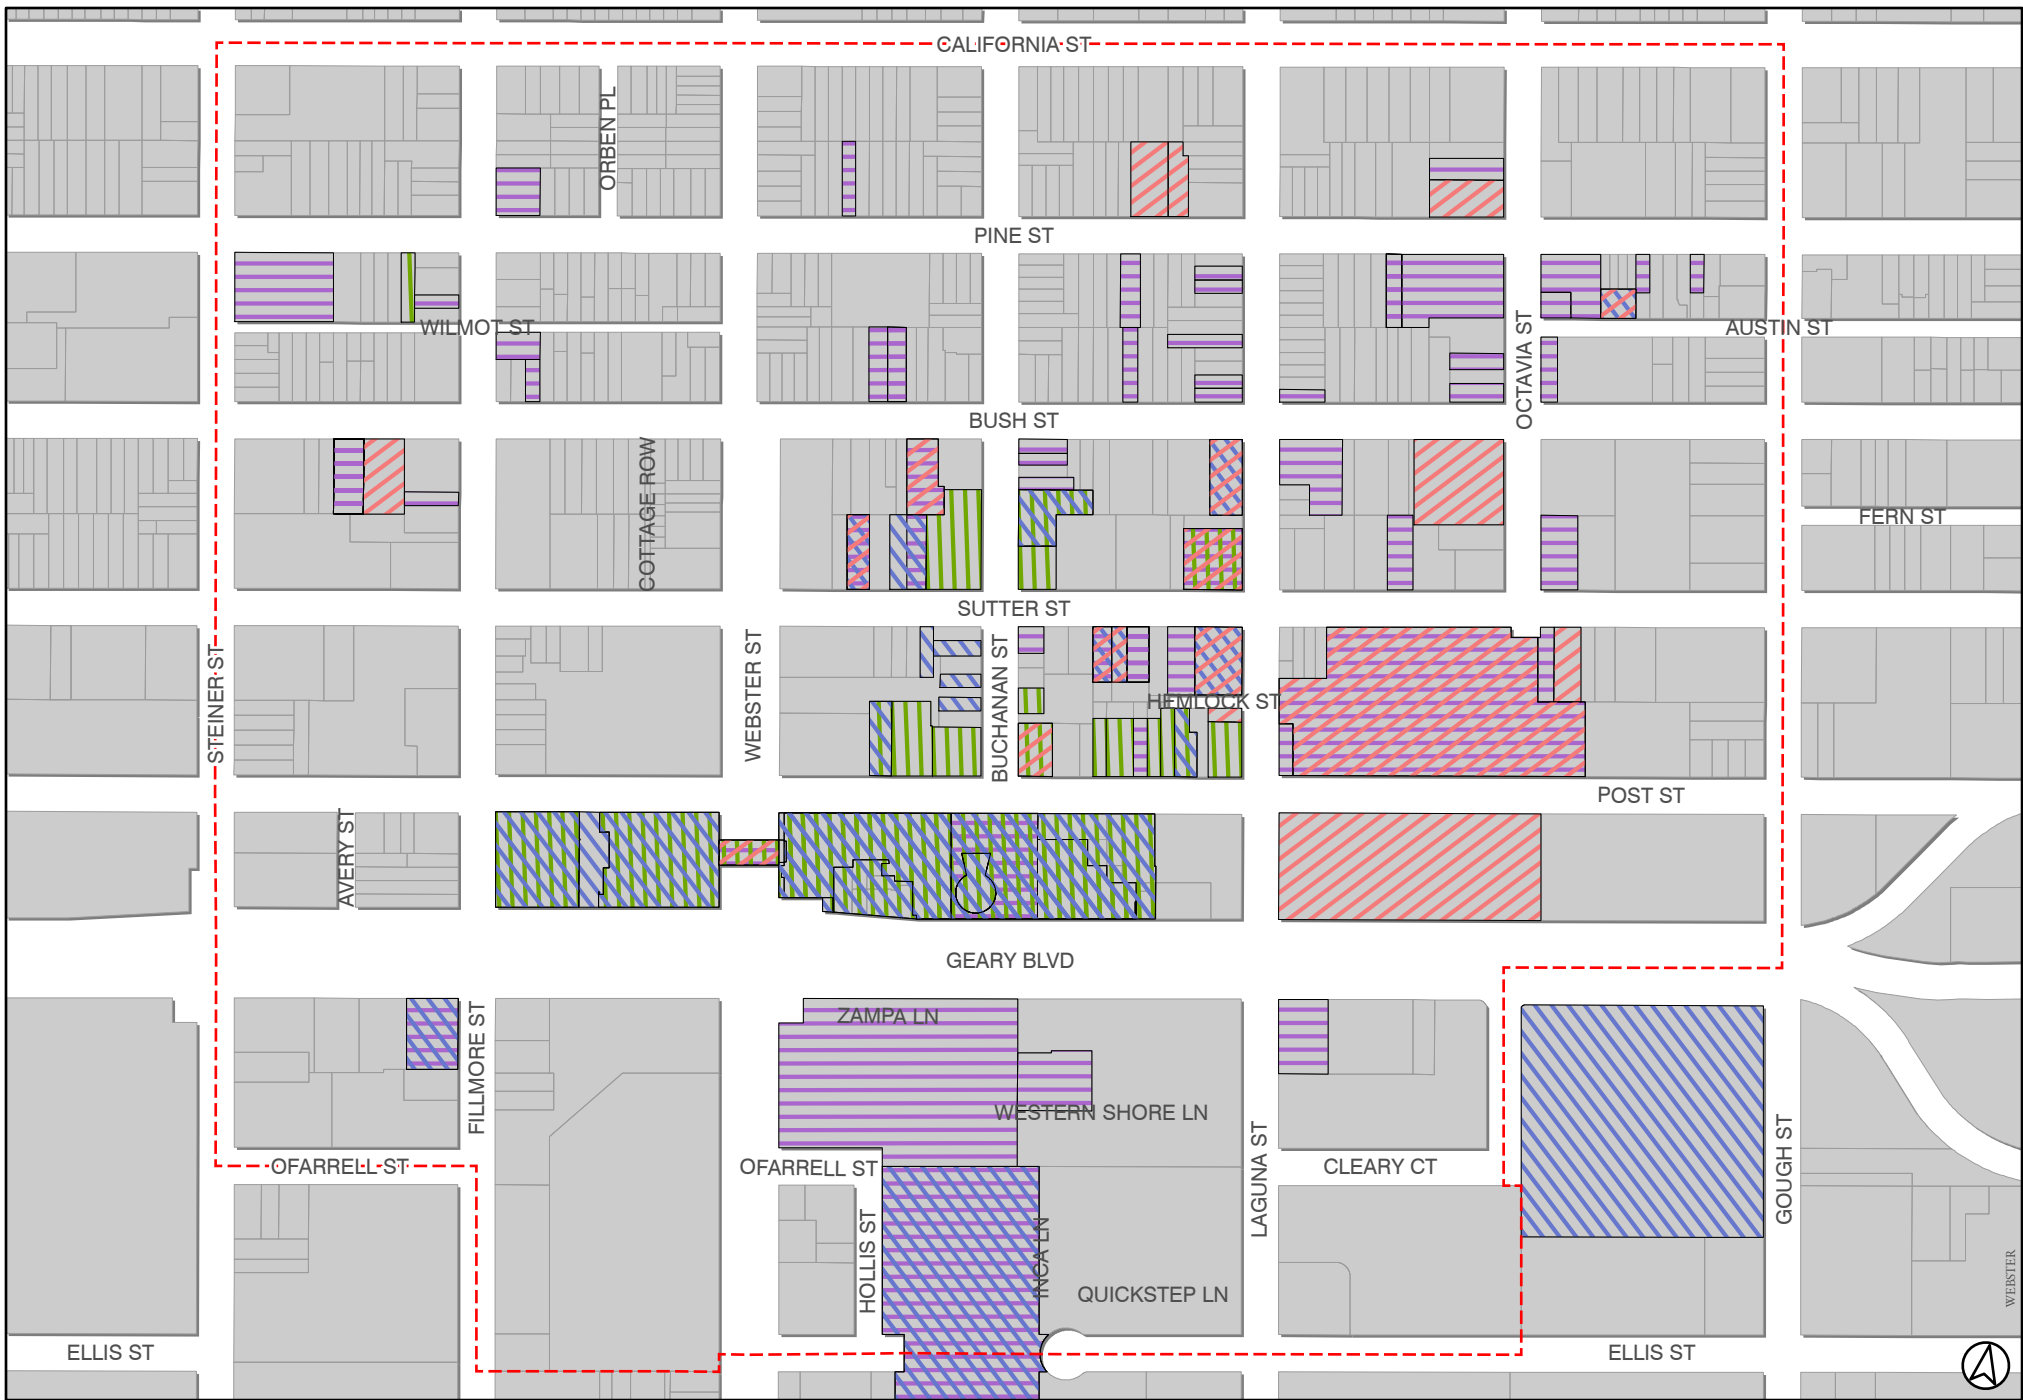 CALIFORNIA ST
ORBEN PL
PINE ST
WILMOT ST
AUSTIN ST
OCTAVIA ST
BUSH ST
COTTAGE ROW
FERN ST
SUTTER ST
STEINER ST
WEBSTER ST
BUCHANAN ST
HEMLOCK ST
POST ST
AVERY ST
GEARY BLVD
ZAMPA LN
FILLMORE ST
WESTERN SHORE LN
OFARRELL ST
OFARRELL ST
LAGUNA ST
CLEARY CT
GOUGH ST
HOLLIS ST
INCA LN
QUICKSTEP LN
WEBSTER
ELLIS ST
ELLIS ST